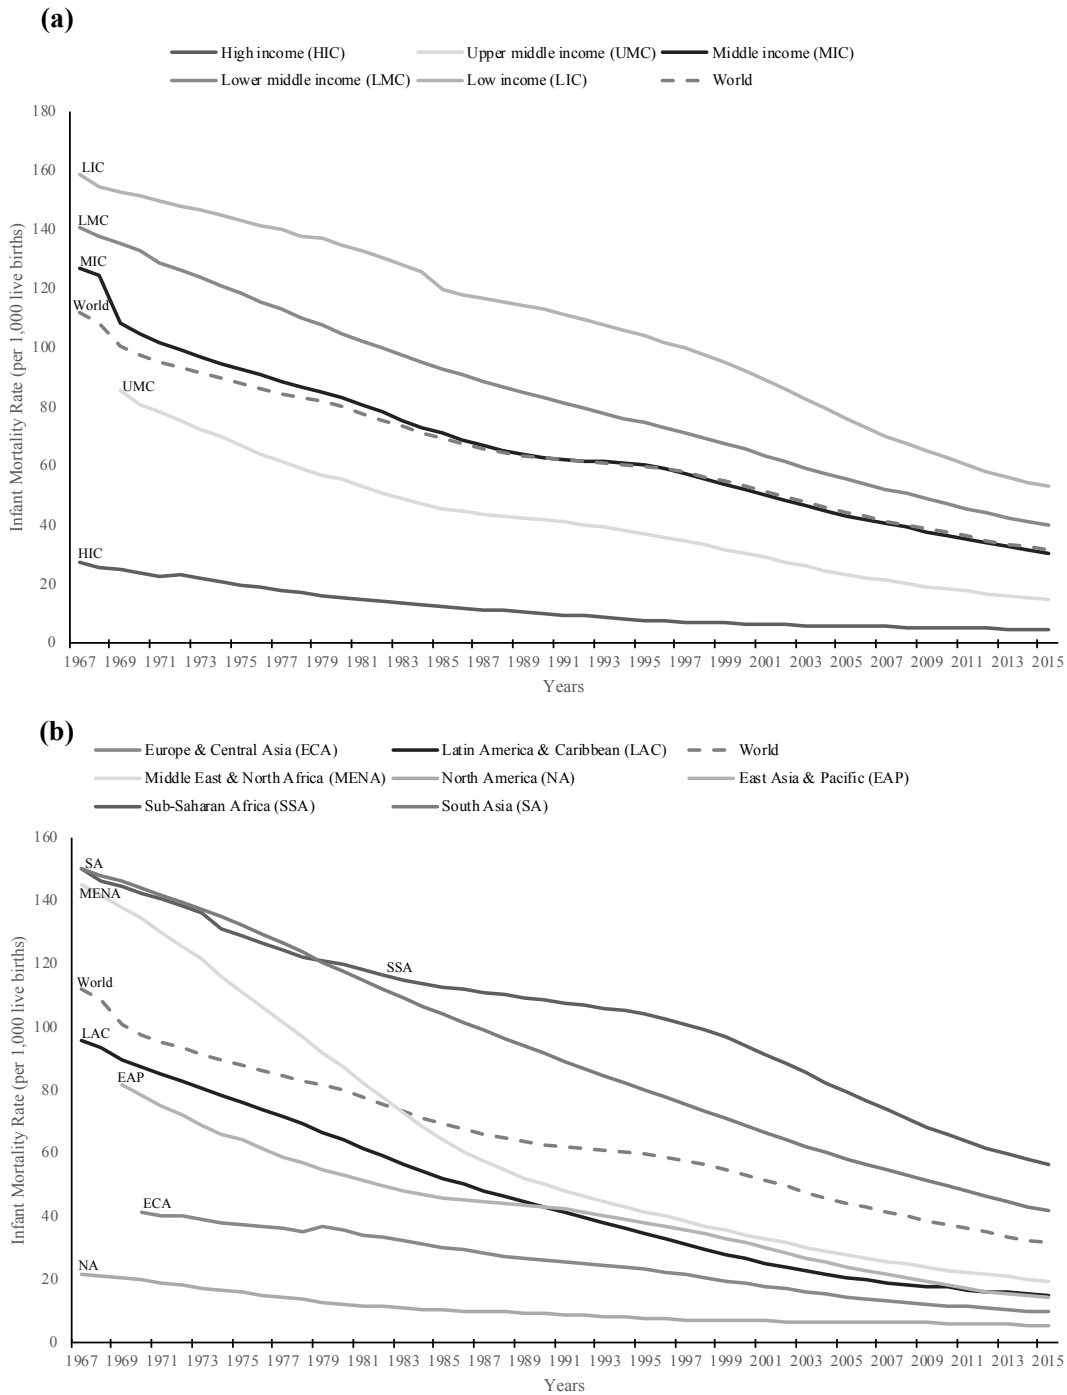 (a)
High income (HIC) Upper middle income (UMC) Middle income (MIC)
Lower middle income (LMC) Low income (LIC) World
180
160
140
120
100
80
60
40
20
0
Infant Mortality Rate (per 1,000 live births)
LIC
LMC
MIC
World
UMC
HIC
1967 1969 1971 1973 1975 1977 1979 1981 1983 1985 1987 1989 1991 1993 1995 1997 1999 2001 2003 2005 2007 2009 2011 2013 2015
Years
(b)
Europe & Central Asia (ECA) Latin America & Caribbean (LAC) World
Middle East & North Africa (MENA) North America (NA) East Asia & Pacific (EAP)
Sub-Saharan Africa (SSA) South Asia (SA)
160
140
120
100
80
60
40
20
0
Infant Mortality Rate (per 1,000 live births)
SA
MENA
SSA
World
LAC
EAP
ECA
NA
1967 1969 1971 1973 1975 1977 1979 1981 1983 1985 1987 1989 1991 1993 1995 1997 1999 2001 2003 2005 2007 2009 2011 2013 2015
Years